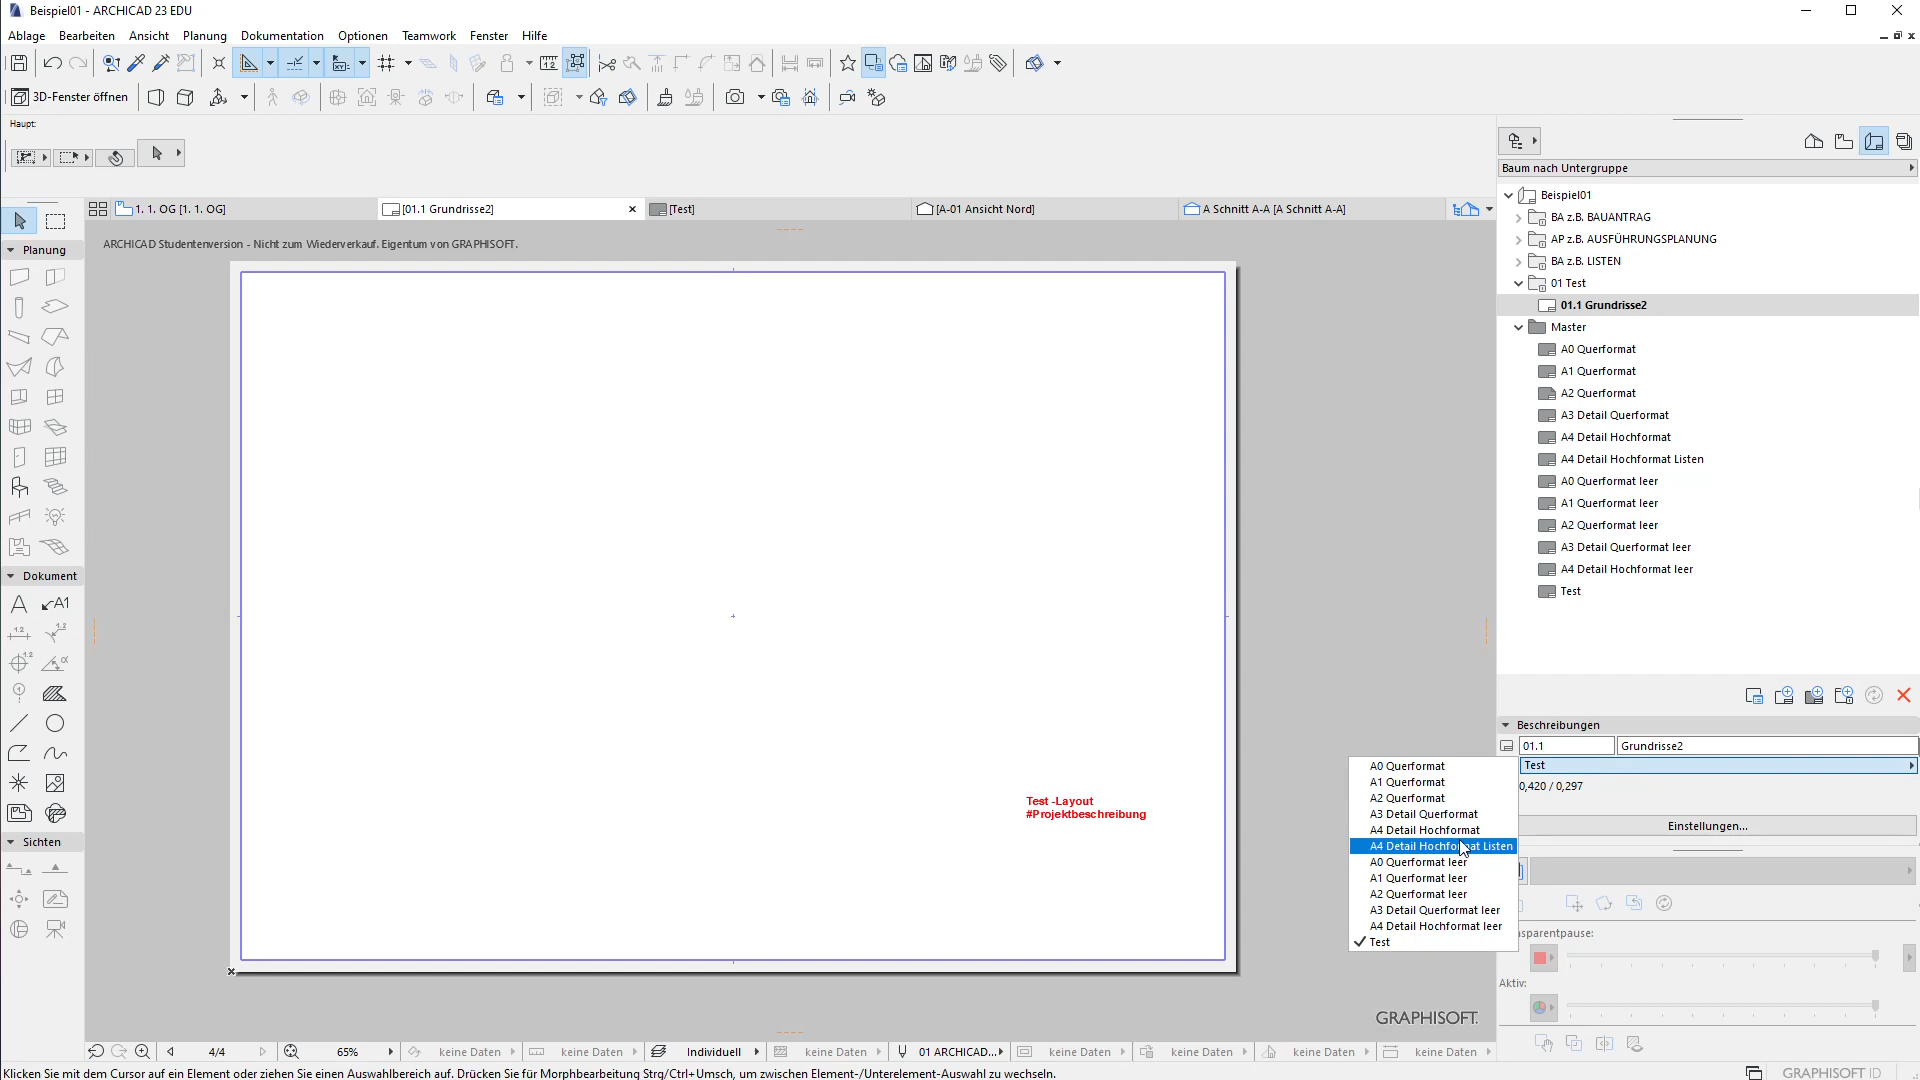 Beispiel01 - ARCHICAD 23 EDU
Ablage Bearbeiten Ansicht Planung Dokumentation Optionen Teamwork Fenster Hilfe
3D-Fenster öffnen
Haupt:
Baum nach Untergruppe
1. 1. OG [1. 1. OG]
[01.1 Grundrisse2]
[Test]
[A-01 Ansicht Nord]
A Schnitt A-A [A Schnitt A-A]
ARCHICAD Studentenversion - Nicht zum Wiederverkauf. Eigentum von GRAPHISOFT.
Planung
Dokument
Sichten
Test -Layout
#Projektbeschreibung
GRAPHISOFT.
Beispiel01
BA z.B. BAUANTRAG
AP z.B. AUSFÜHRUNGSPLANUNG
BA z.B. LISTEN
01 Test
01.1 Grundrisse2
Master
A0 Querformat
A1 Querformat
A2 Querformat
A3 Detail Querformat
A4 Detail Hochformat
A4 Detail Hochformat Listen
A0 Querformat leer
A1 Querformat leer
A2 Querformat leer
A3 Detail Querformat leer
A4 Detail Hochformat leer
Test
Beschreibungen
01.1 Grundrisse2
Test
0,420 / 0,297
Einstellungen...
A0 Querformat
A1 Querformat
A2 Querformat
A3 Detail Querformat
A4 Detail Hochformat
A4 Detail Hochformat Listen
A0 Querformat leer
A1 Querformat leer
A2 Querformat leer
A3 Detail Querformat leer
A4 Detail Hochformat leer
Test
nsparentpause:
Aktiv:
4/4 65% keine Daten keine Daten Individuell keine Daten 01 ARCHICAD... keine Daten keine Daten keine Daten keine Daten
Klicken Sie mit dem Cursor auf ein Element oder ziehen Sie einen Auswahlbereich auf. Drücken Sie für Morphbearbeitung Strg/Ctrl+Umsch, um zwischen Element-/Unterelement-Auswahl zu wechseln.
GRAPHISOFT ID